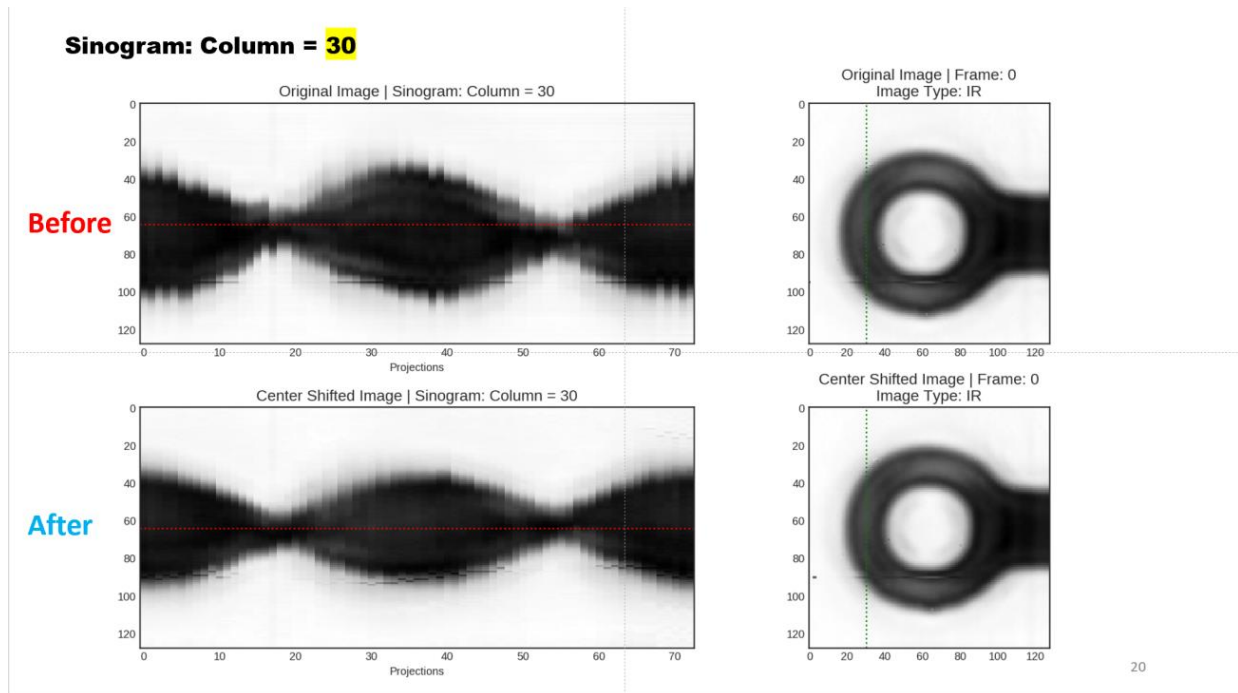 Sinogram: Column = 30
Original Image | Sinogram: Column = 30
0
20
40
60
80
100
120
0 10 20 30 40 50 60 70
Projections
Original Image | Frame: 0
Image Type: IR
0
20
40
60
80
100
120
0 20 40 60 80 100 120
Before
Center Shifted Image | Sinogram: Column = 30
0
20
40
60
80
100
120
0 10 20 30 40 50 60 70
Projections
Center Shifted Image | Frame: 0
Image Type: IR
0
20
40
60
80
100
120
0 20 40 60 80 100 120
After
20